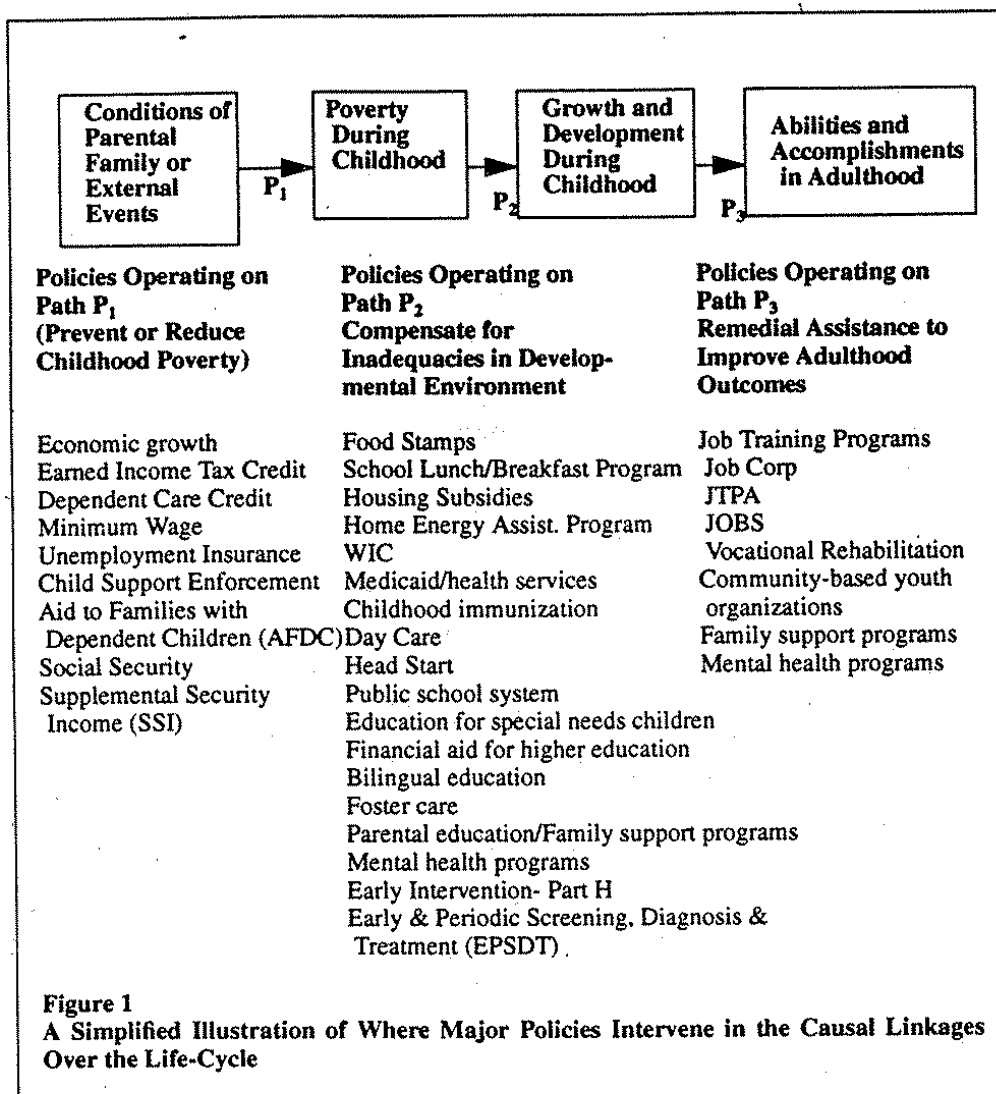 Conditions of
Parental
Family or
External
Events
P1
Poverty
During
Childhood
P2
Growth and
Development
During
Childhood
P3
Abilities and
Accomplishments
in Adulthood
Policies Operating on
Path P1
(Prevent or Reduce
Childhood Poverty)
Economic growth
Earned Income Tax Credit
Dependent Care Credit
Minimum Wage
Unemployment Insurance
Child Support Enforcement
Aid to Families with
Dependent Children (AFDC)
Social Security
Supplemental Security
Income (SSI)
Policies Operating on
Path P2
Compensate for
Inadequacies in Develop-
mental Environment
Food Stamps
School Lunch/Breakfast Program
Housing Subsidies
Home Energy Assist. Program
WIC
Medicaid/health services
Childhood immunization
Day Care
Head Start
Public school system
Education for special needs children
Financial aid for higher education
Bilingual education
Foster care
Parental education/Family support programs
Mental health programs
Early Intervention- Part H
Early & Periodic Screening, Diagnosis &
Treatment (EPSDT)
Policies Operating on
Path P3
Remedial Assistance to
Improve Adulthood
Outcomes
Job Training Programs
Job Corp
JTPA
JOBS
Vocational Rehabilitation
Community-based youth
organizations
Family support programs
Mental health programs
Figure 1
A Simplified Illustration of Where Major Policies Intervene in the Causal Linkages
Over the Life-Cycle